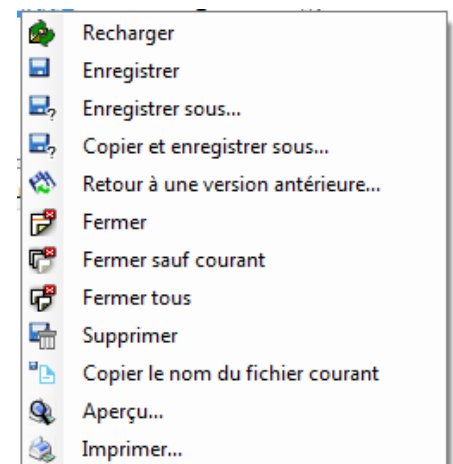 Recharger
Enregistrer
Enregistrer sous...
Copier et enregistrer sous...
Retour à une version antérieure...
Fermer
Fermer sauf courant
Fermer tous
Supprimer
Copier le nom du fichier courant
Aperçu...
Imprimer...